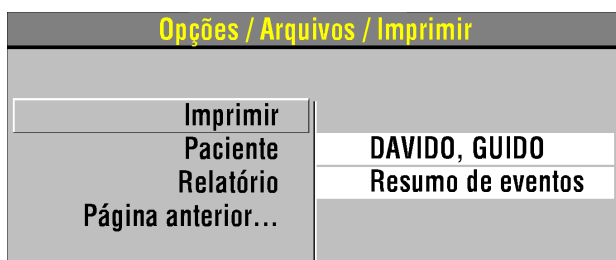 Opções / Arquivos / Imprimir
Imprimir
Paciente DAVIDO, GUIDO
Relatório Resumo de eventos
Página anterior...